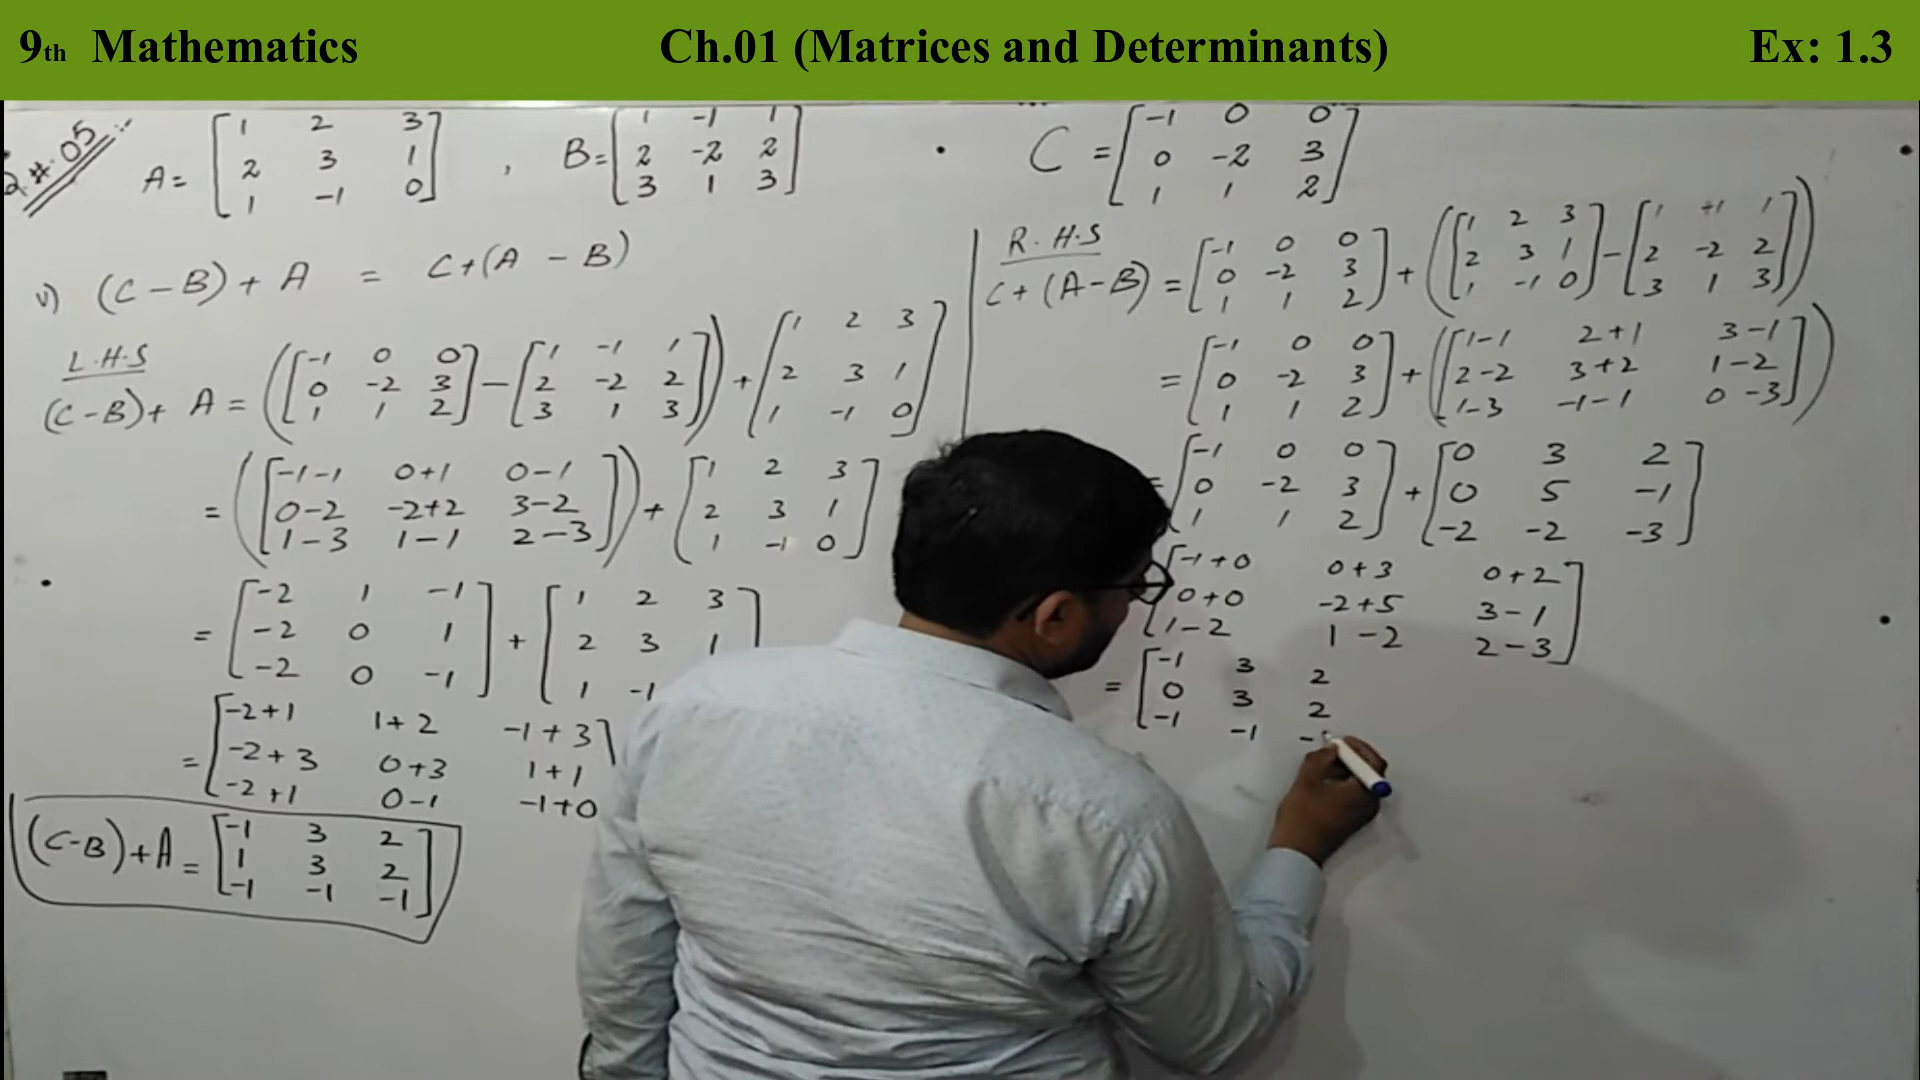 9th Mathematics Ch.01 (Matrices and Determinants) Ex: 1.3
Q#.05
A = [1 2 3
2 3 1
1 -1 0] , B = [1 -1 1
2 -2 2
3 1 3]
C = [-1 0 0
0 -2 3
1 1 2]
v) (C-B)+A = C+(A-B)
L.H.S
(C-B)+A = ([-1 0 0
0 -2 3
1 1 2] - [1 -1 1
2 -2 2
3 1 3]) + [1 2 3
2 3 1
1 -1 0]
= ([-1-1 0+1 0-1
0-2 -2+2 3-2
1-3 1-1 2-3]) + [1 2 3
2 3 1
1 -1 0]
= [-2 1 -1
-2 0 1
-2 0 -1] + [1 2 3
2 3 1
1 -1
= [-2+1 1+2 -1+3
-2+3 0+3 1+1
-2+1 0-1 -1+0
(C-B)+A = [-1 3 2
1 3 2
-1 -1 -1]
R.H.S
C+(A-B) = [-1 0 0
0 -2 3
1 1 2] + ([1 2 3
2 3 1
1 -1 0] - [1 +1 1
2 -2 2
3 1 3])
= [-1 0 0
0 -2 3
1 1 2] + ([1-1 2+1 3-1
2-2 3+2 1-2
1-3 -1-1 0-3])
= [-1 0 0
0 -2 3
1 1 2] + [0 3 2
0 5 -1
-2 -2 -3]
[-1+0 0+3 0+2
0+0 -2+5 3-1
1-2 1-2 2-3]
= [-1 3 2
0 3 2
-1 -1 -